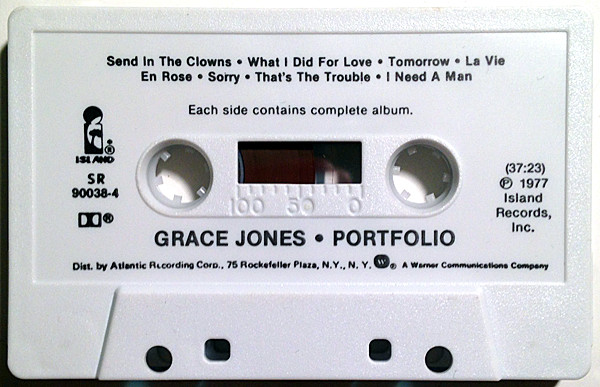 Send In The Clowns • What I Did For Love • Tomorrow • La Vie
En Rose • Sorry • That's The Trouble • I Need A Man
Each side contains complete album.
ISLAND ®
SR
90038-4
®
100 50 0
(37:23)
℗ 1977
Island
Records,
Inc.
GRACE JONES • PORTFOLIO
Dist. by Atlantic Recording Corp., 75 Rockefeller Plaza, N.Y., N. Y. W ® A Warner Communications Company